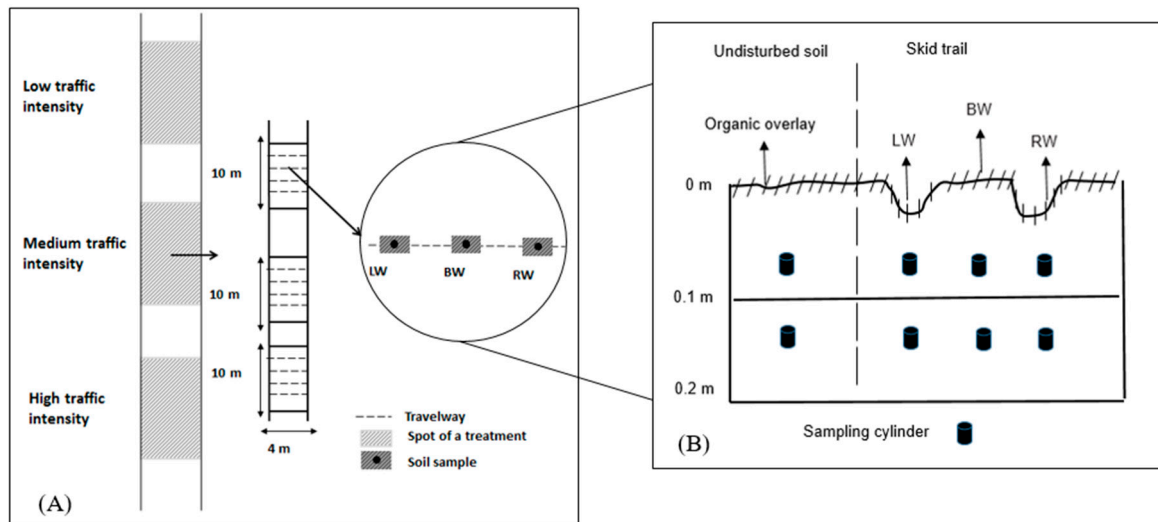 Low traffic
intensity
Medium traffic
intensity
High traffic
intensity
10 m
10 m
10 m
4 m
LW
BW
RW
Travelway
Spot of a treatment
Soil sample
(A)
Undisturbed soil
Skid trail
Organic overlay
LW
BW
RW
0 m
0.1 m
0.2 m
Sampling cylinder
(B)